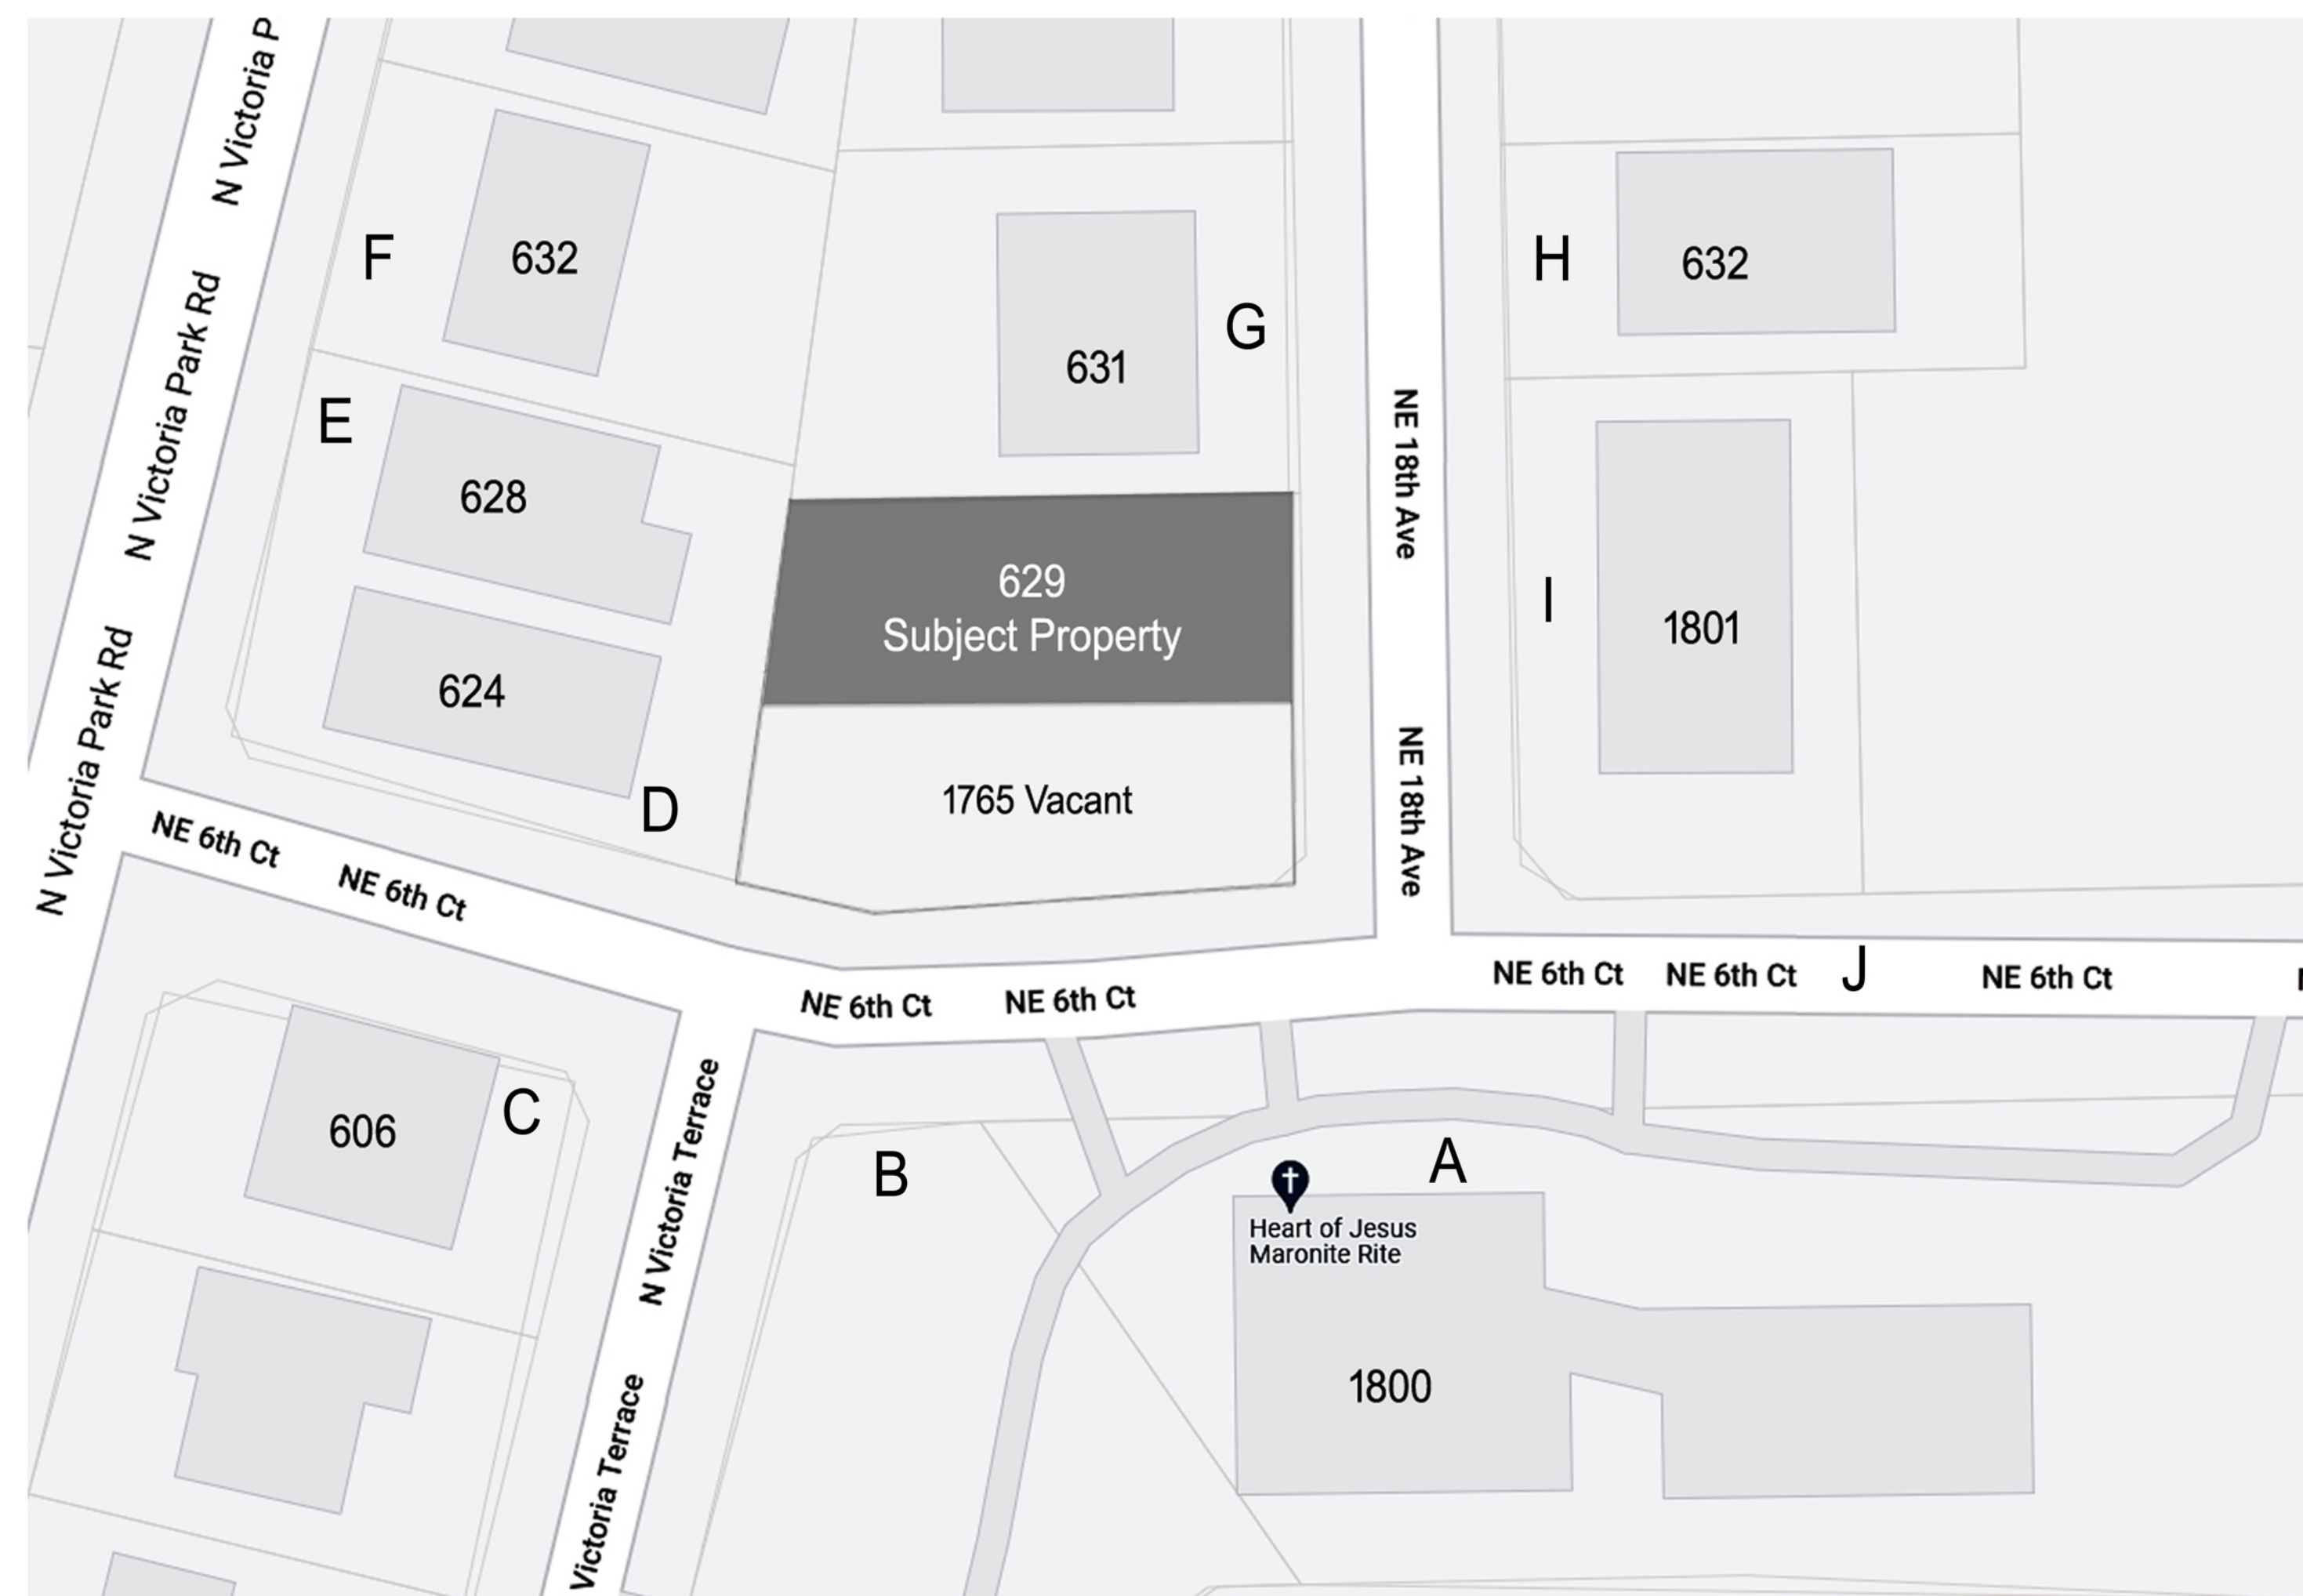 N Victoria P
F
632
H
632
G
631
N Victoria Park Rd
E
628
NE 18th Ave
629
Subject Property
I
1801
624
N Victoria Park Rd
D
1765 Vacant
NE 18th Ave
NE 6th Ct
NE 6th Ct
NE 6th Ct
NE 6th Ct
NE 6th Ct
NE 6th Ct
J
NE 6th Ct
606
C
N Victoria Terrace
B
A
Heart of Jesus
Maronite Rite
1800
Victoria Terrace